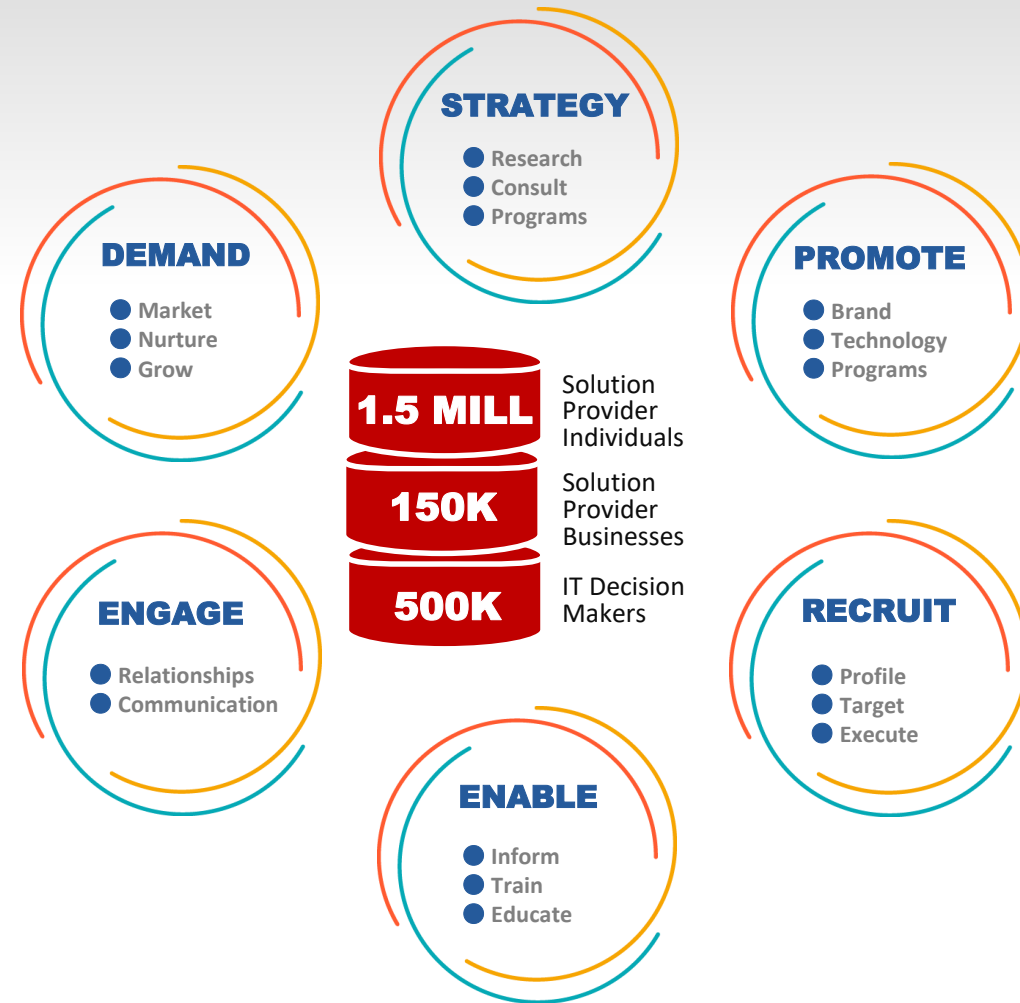 STRATEGY
Research
Consult
Programs
DEMAND
Market
Nurture
Grow
PROMOTE
Brand
Technology
Programs
1.5 MILL
Solution
Provider
Individuals
150K
Solution
Provider
Businesses
500K
IT Decision
Makers
ENGAGE
Relationships
Communication
RECRUIT
Profile
Target
Execute
ENABLE
Inform
Train
Educate